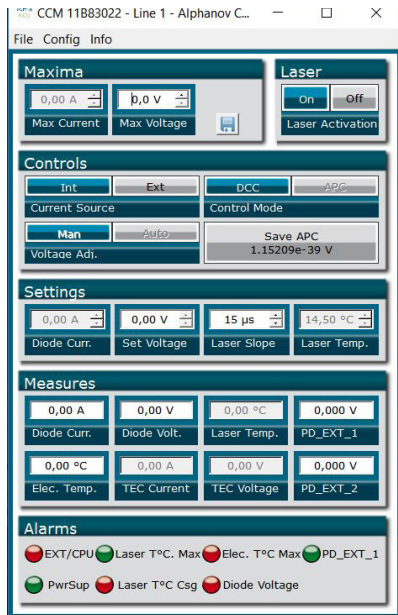 CCM 11B83022 - Line 1 - Alphanov C...
File Config Info
Maxima
0,00 A
0,0 V
Max Current Max Voltage
Laser
On Off
Laser Activation
Controls
Int Ext
Current Source
DCC APC
Control Mode
Man Auto
Voltage Adj.
Save APC
1.15209e-39 V
Settings
0,00 A 0,00 V 15 µs 14,50 °C
Diode Curr. Set Voltage Laser Slope Laser Temp.
Measures
0,00 A 0,00 V 0,00 °C 0,000 V
Diode Curr. Diode Volt. Laser Temp. PD_EXT_1
0,00 °C 0,00 A 0,00 V 0,000 V
Elec. Temp. TEC Current TEC Voltage PD_EXT_2
Alarms
EXT/CPU Laser T°C. Max Elec. T°C Max PD_EXT_1
PwrSup Laser T°C Csg Diode Voltage